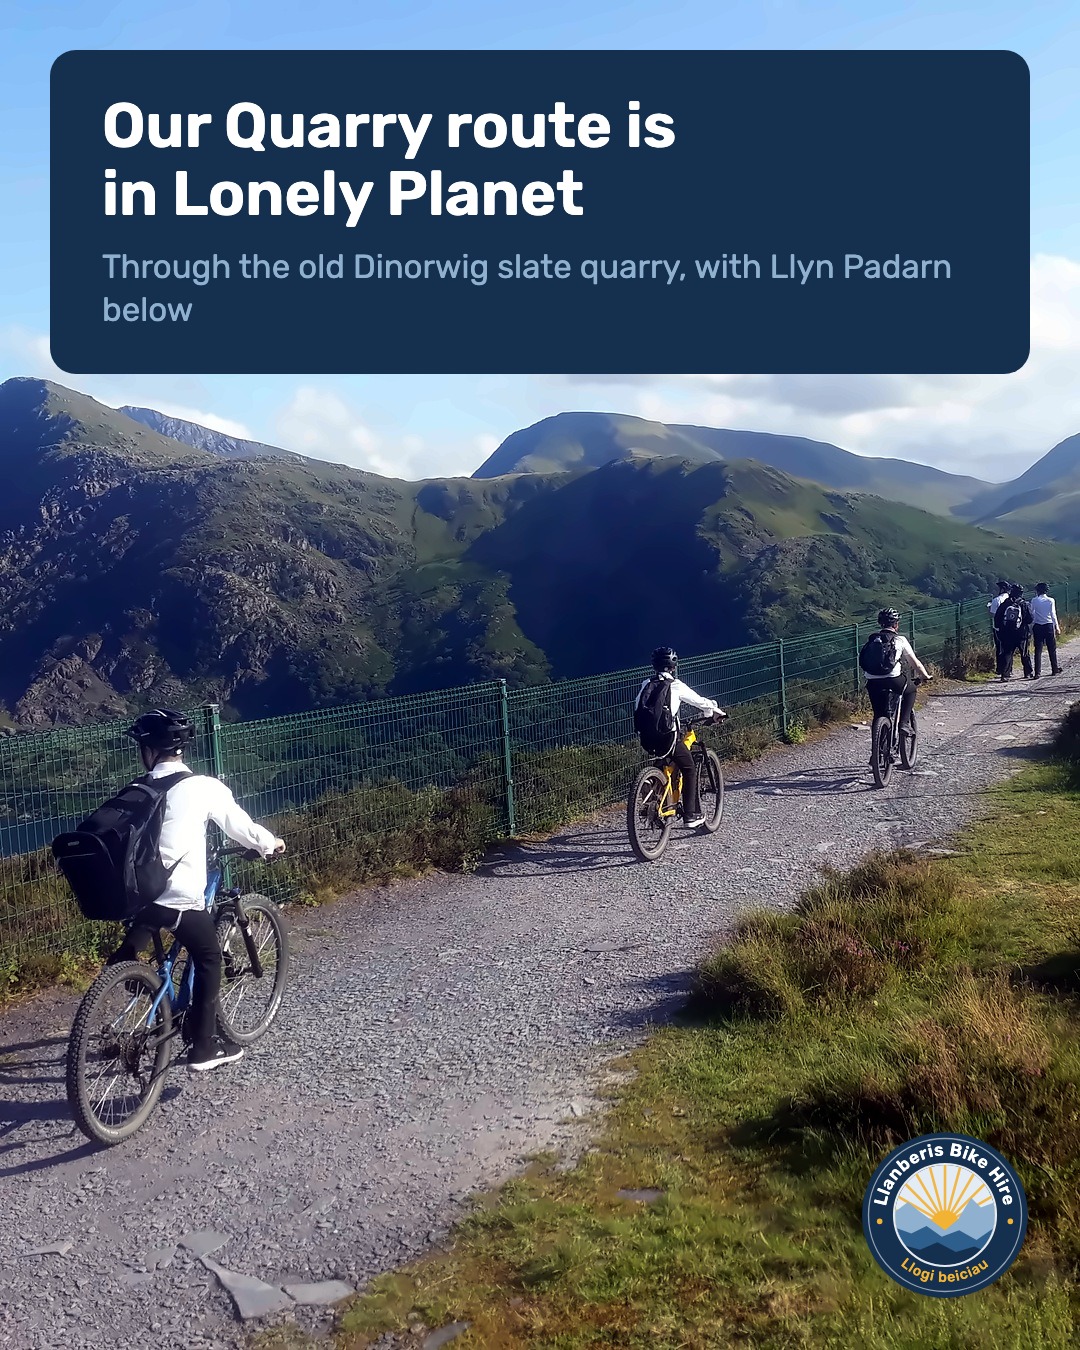 Our Quarry route is
in Lonely Planet
Through the old Dinorwig slate quarry, with Llyn Padarn
below
Llanberis Bike Hire
Llogi beiciau